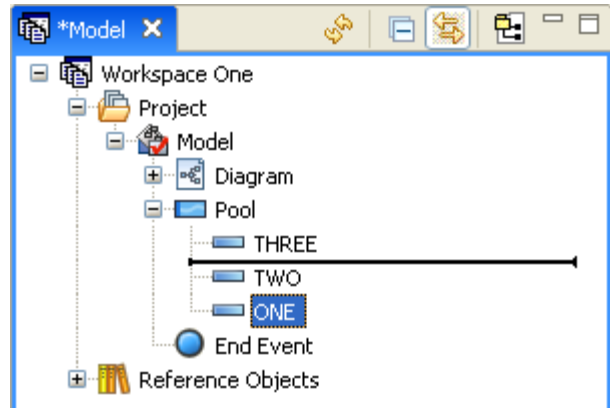 *Model
Workspace One
Project
Model
Diagram
Pool
THREE
TWO
ONE
End Event
Reference Objects